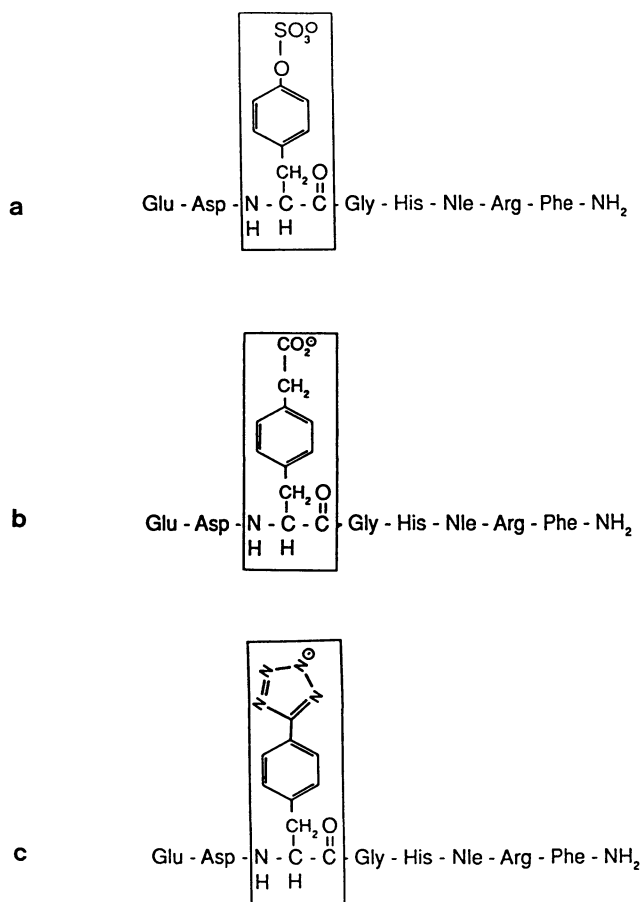 SO₃⊖
O
CH₂ O
a Glu - Asp - N - C - C - Gly - His - Nle - Arg - Phe - NH₂
H H
CO₂⊖
CH₂
CH₂ O
b Glu - Asp - N - C - C - Gly - His - Nle - Arg - Phe - NH₂
H H
N N⊖
N N
CH₂ O
c Glu - Asp - N - C - C - Gly - His - Nle - Arg - Phe - NH₂
H H